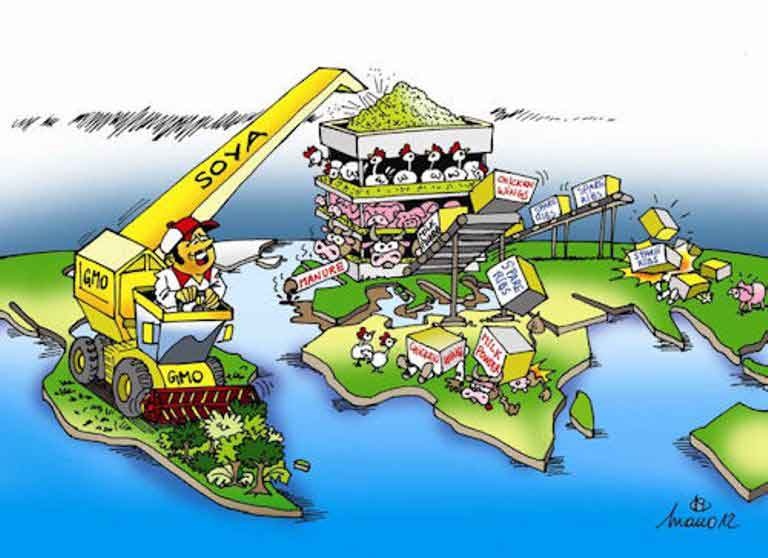 SOYA
GMO
GMO
MANURE
MILK
POWDER
CHICKEN
WINGS
SPARE
RIBS
SPARE
RIBS
SPARE
RIBS
SPARE
RIBS
CHICKEN WINGS
MILK
POWDER